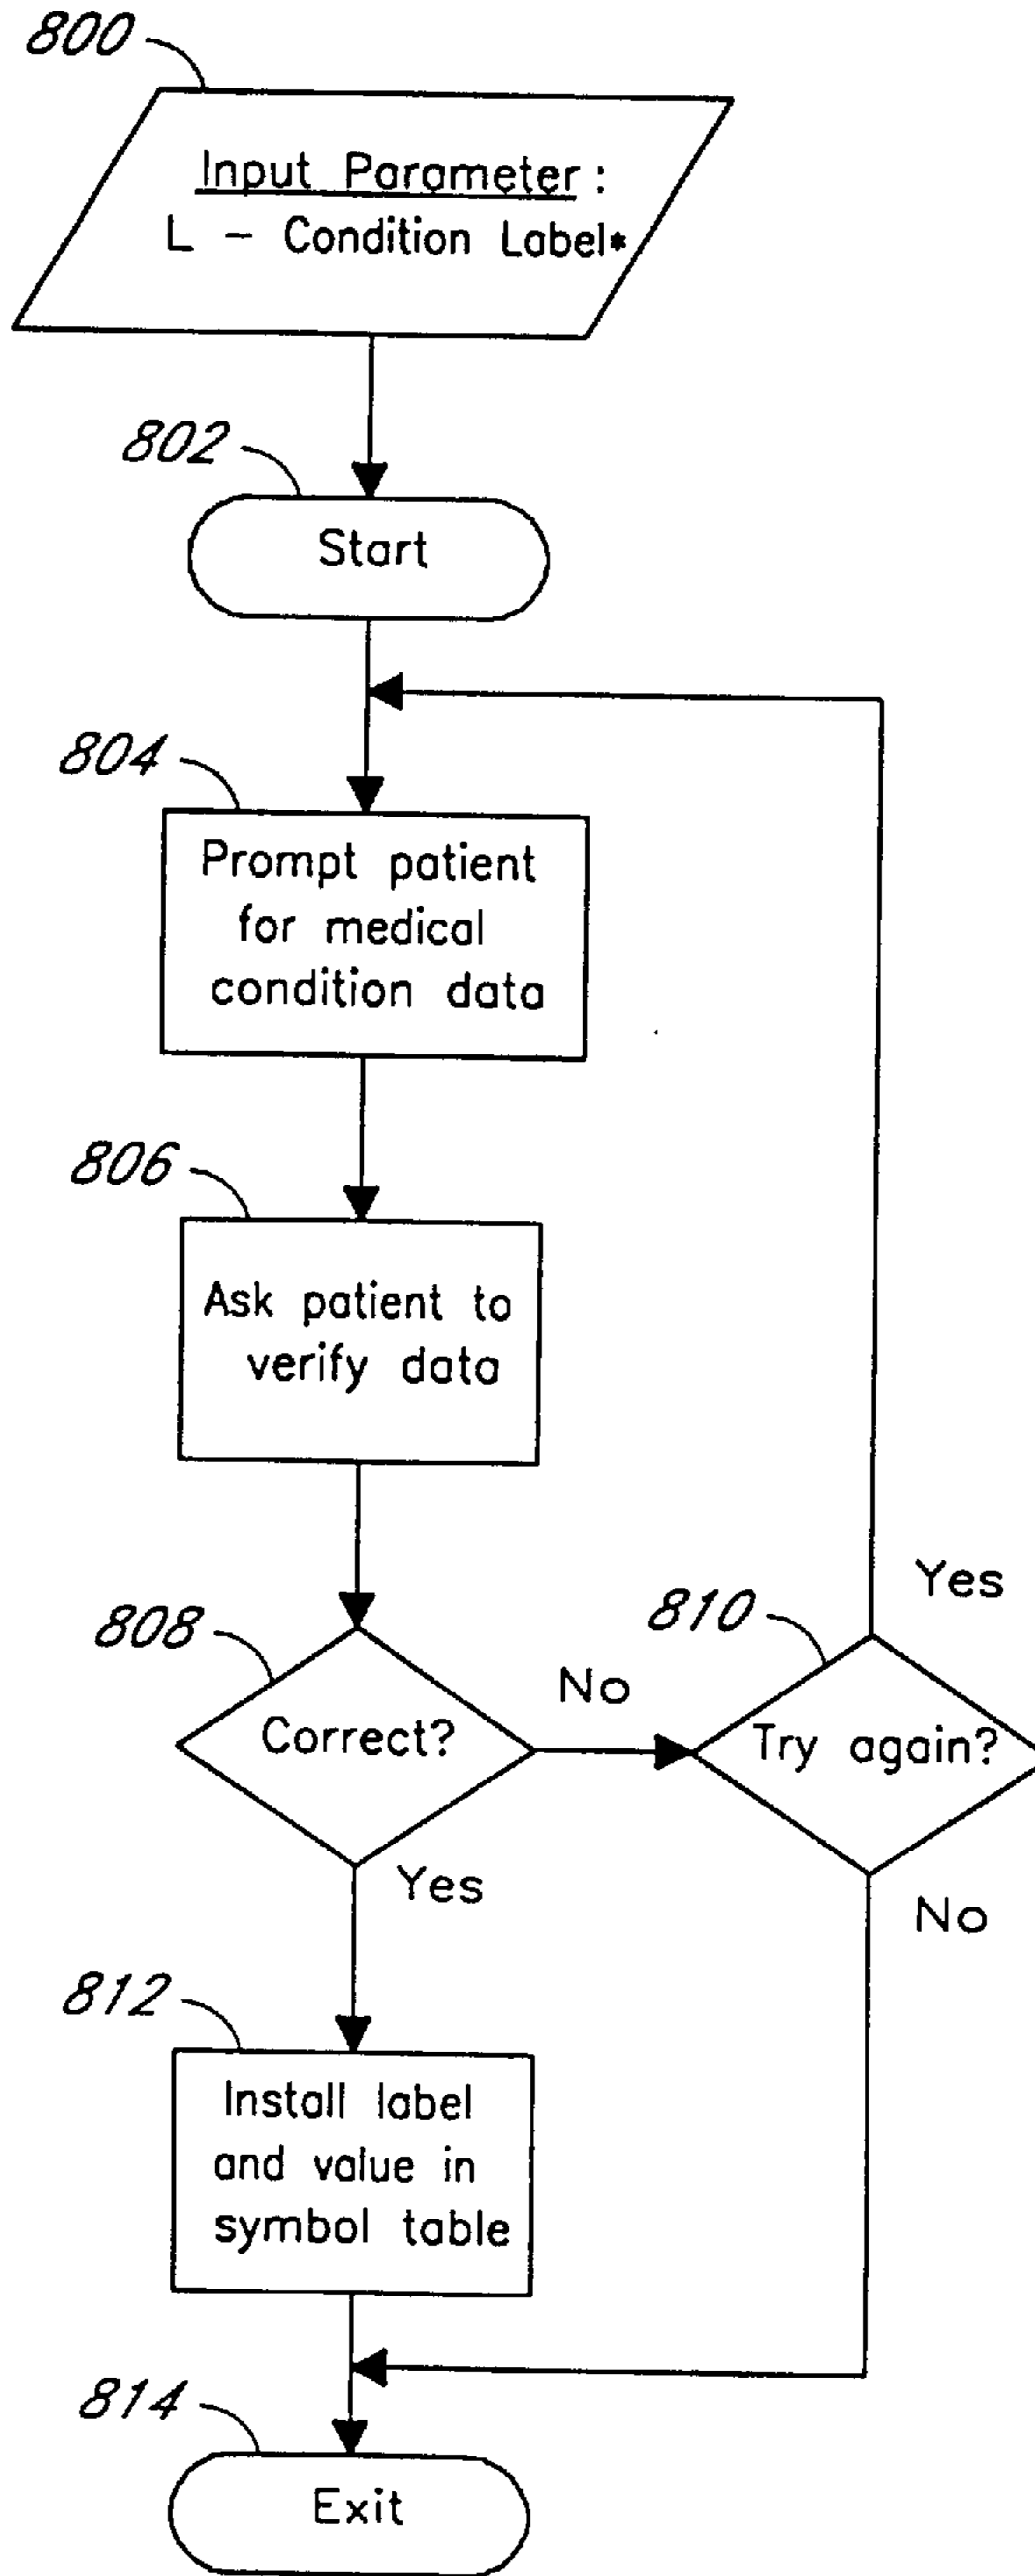 800
Input Parameter :
L - Condition Label*
802
Start
804
Prompt patient
for medical
condition data
806
Ask patient to
verify data
808
Correct?
No
810
Try again?
Yes
Yes
No
812
Install label
and value in
symbol table
814
Exit